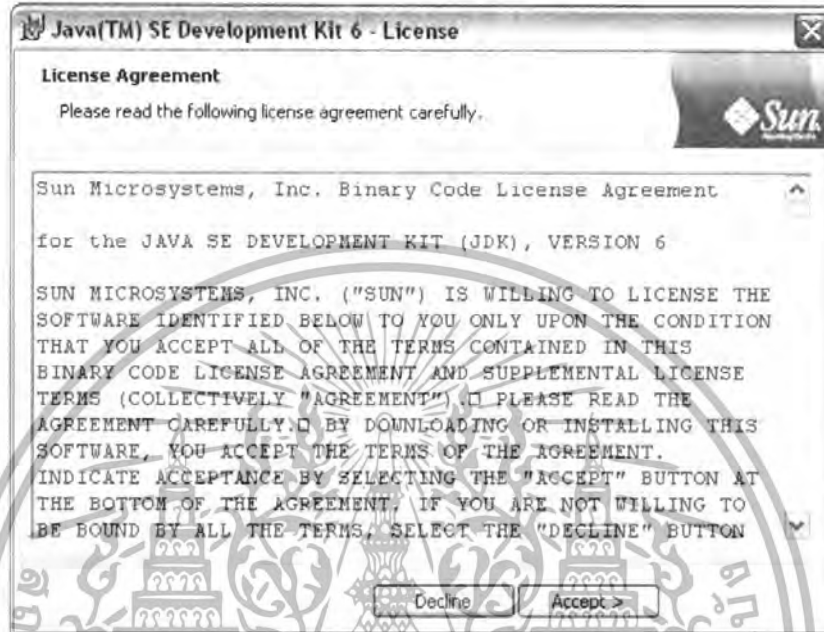 Java(TM) SE Development Kit 6 - License
License Agreement
Please read the following license agreement carefully.
Sun
Sun Microsystems, Inc. Binary Code License Agreement
for the JAVA SE DEVELOPMENT KIT (JDK), VERSION 6
SUN MICROSYSTEMS, INC. ("SUN") IS WILLING TO LICENSE THE
SOFTWARE IDENTIFIED BELOW TO YOU ONLY UPON THE CONDITION
THAT YOU ACCEPT ALL OF THE TERMS CONTAINED IN THIS
BINARY CODE LICENSE AGREEMENT AND SUPPLEMENTAL LICENSE
TERMS (COLLECTIVELY "AGREEMENT").□ PLEASE READ THE
AGREEMENT CAREFULLY.□ BY DOWNLOADING OR INSTALLING THIS
SOFTWARE, YOU ACCEPT THE TERMS OF THE AGREEMENT.
INDICATE ACCEPTANCE BY SELECTING THE "ACCEPT" BUTTON AT
THE BOTTOM OF THE AGREEMENT. IF YOU ARE NOT WILLING TO
BE BOUND BY ALL THE TERMS, SELECT THE "DECLINE" BUTTON
Decline
Accept >